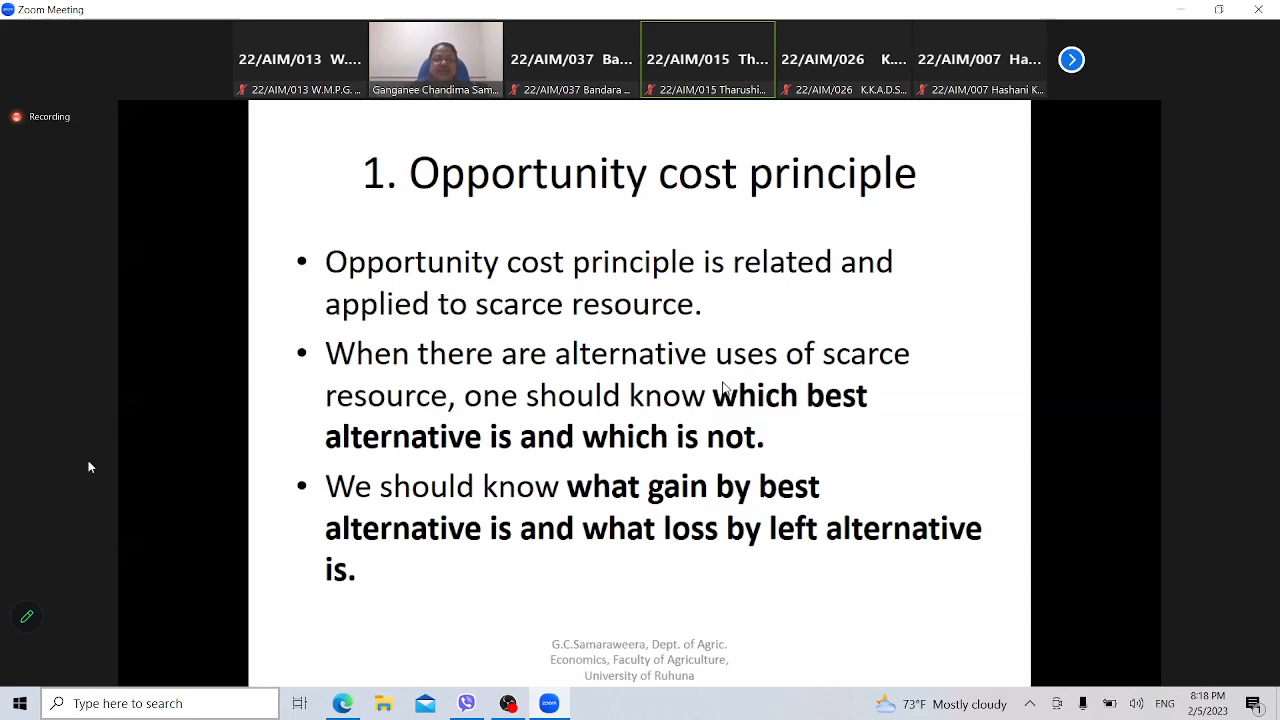 Zoom Meeting
22/AIM/013 W....
22/AIM/037 Ba...
22/AIM/015 Th...
22/AIM/026 K....
22/AIM/007 Ha...
22/AIM/013 W.M.P.G. ...
Ganganee Chandima Sam...
22/AIM/037 Bandara ...
22/AIM/015 Tharushi...
22/AIM/026 K.K.A.D.S...
22/AIM/007 Hashani K...
Recording
1. Opportunity cost principle
• Opportunity cost principle is related and
applied to scarce resource.
• When there are alternative uses of scarce
resource, one should know which best
alternative is and which is not.
• We should know what gain by best
alternative is and what loss by left alternative
is.
G.C.Samaraweera, Dept. of Agric.
Economics, Faculty of Agriculture,
University of Ruhuna
Type here to search
zoom
73°F Mostly cloudy
8:18 PM
2/5/2023
1